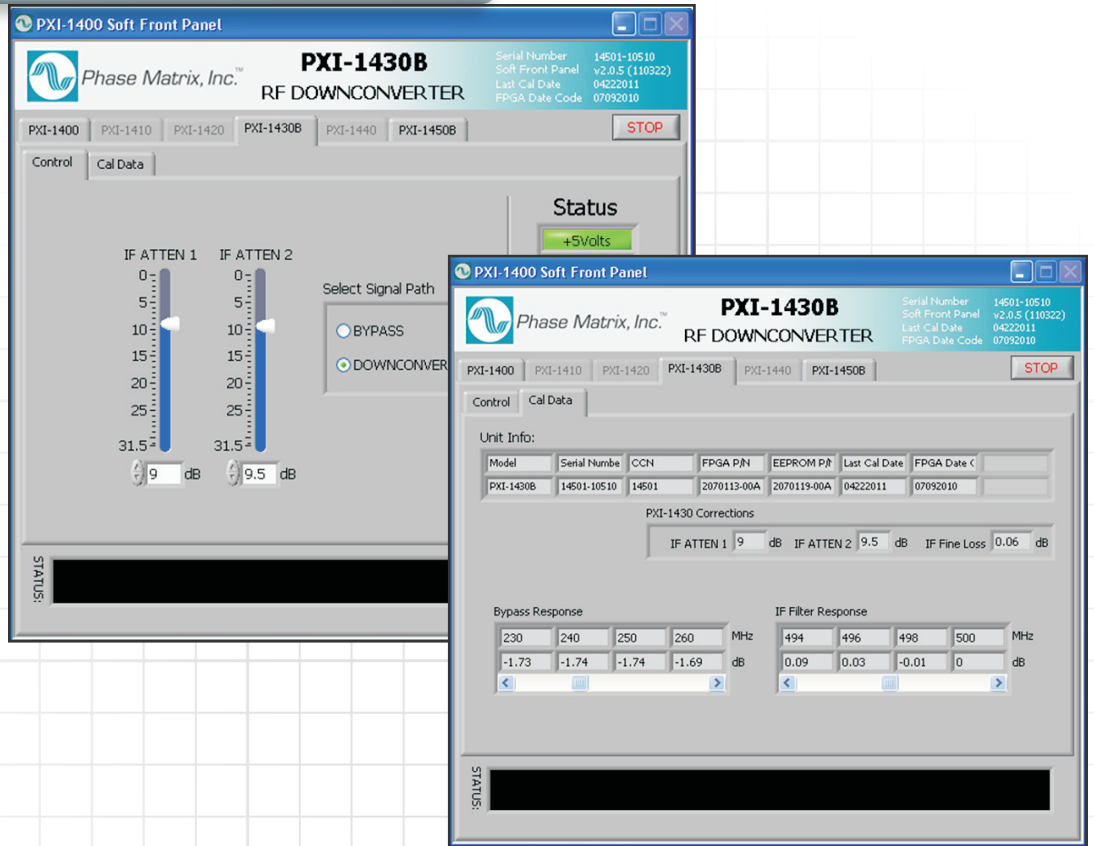 PXI-1400 Soft Front Panel
Phase Matrix, Inc.™
PXI-1430B
RF DOWNCONVERTER
Serial Number 14501-10510
Soft Front Panel v2.0.5 (110322)
Last Cal Date 04222011
FPGA Date Code 07092010
PXI-1400 PXI-1410 PXI-1420 PXI-1430B PXI-1440 PXI-1450B STOP
Control Cal Data
Status
+5Volts
IF ATTEN 1 IF ATTEN 2
0 0
5 5
10 10
15 15
20 20
25 25
31.5 31.5
9 dB 9.5 dB
Select Signal Path
BYPASS
DOWNCONVER
STATUS:
PXI-1400 Soft Front Panel
Phase Matrix, Inc.™
PXI-1430B
RF DOWNCONVERTER
Serial Number 14501-10510
Soft Front Panel v2.0.5 (110322)
Last Cal Date 04222011
FPGA Date Code 07092010
PXI-1400 PXI-1410 PXI-1420 PXI-1430B PXI-1440 PXI-1450B STOP
Control Cal Data
Unit Info:
Model Serial Numbe CCN FPGA P/N EEPROM P/ Last Cal Date FPGA Date
PXI-1430B 14501-10510 14501 2070113-00A 2070119-00A 04222011 07092010
PXI-1430 Corrections
IF ATTEN 1 9 dB IF ATTEN 2 9.5 dB IF Fine Loss 0.06 dB
Bypass Response
230 240 250 260 MHz
-1.73 -1.74 -1.74 -1.69 dB
IF Filter Response
494 496 498 500 MHz
0.09 0.03 -0.01 0 dB
STATUS: